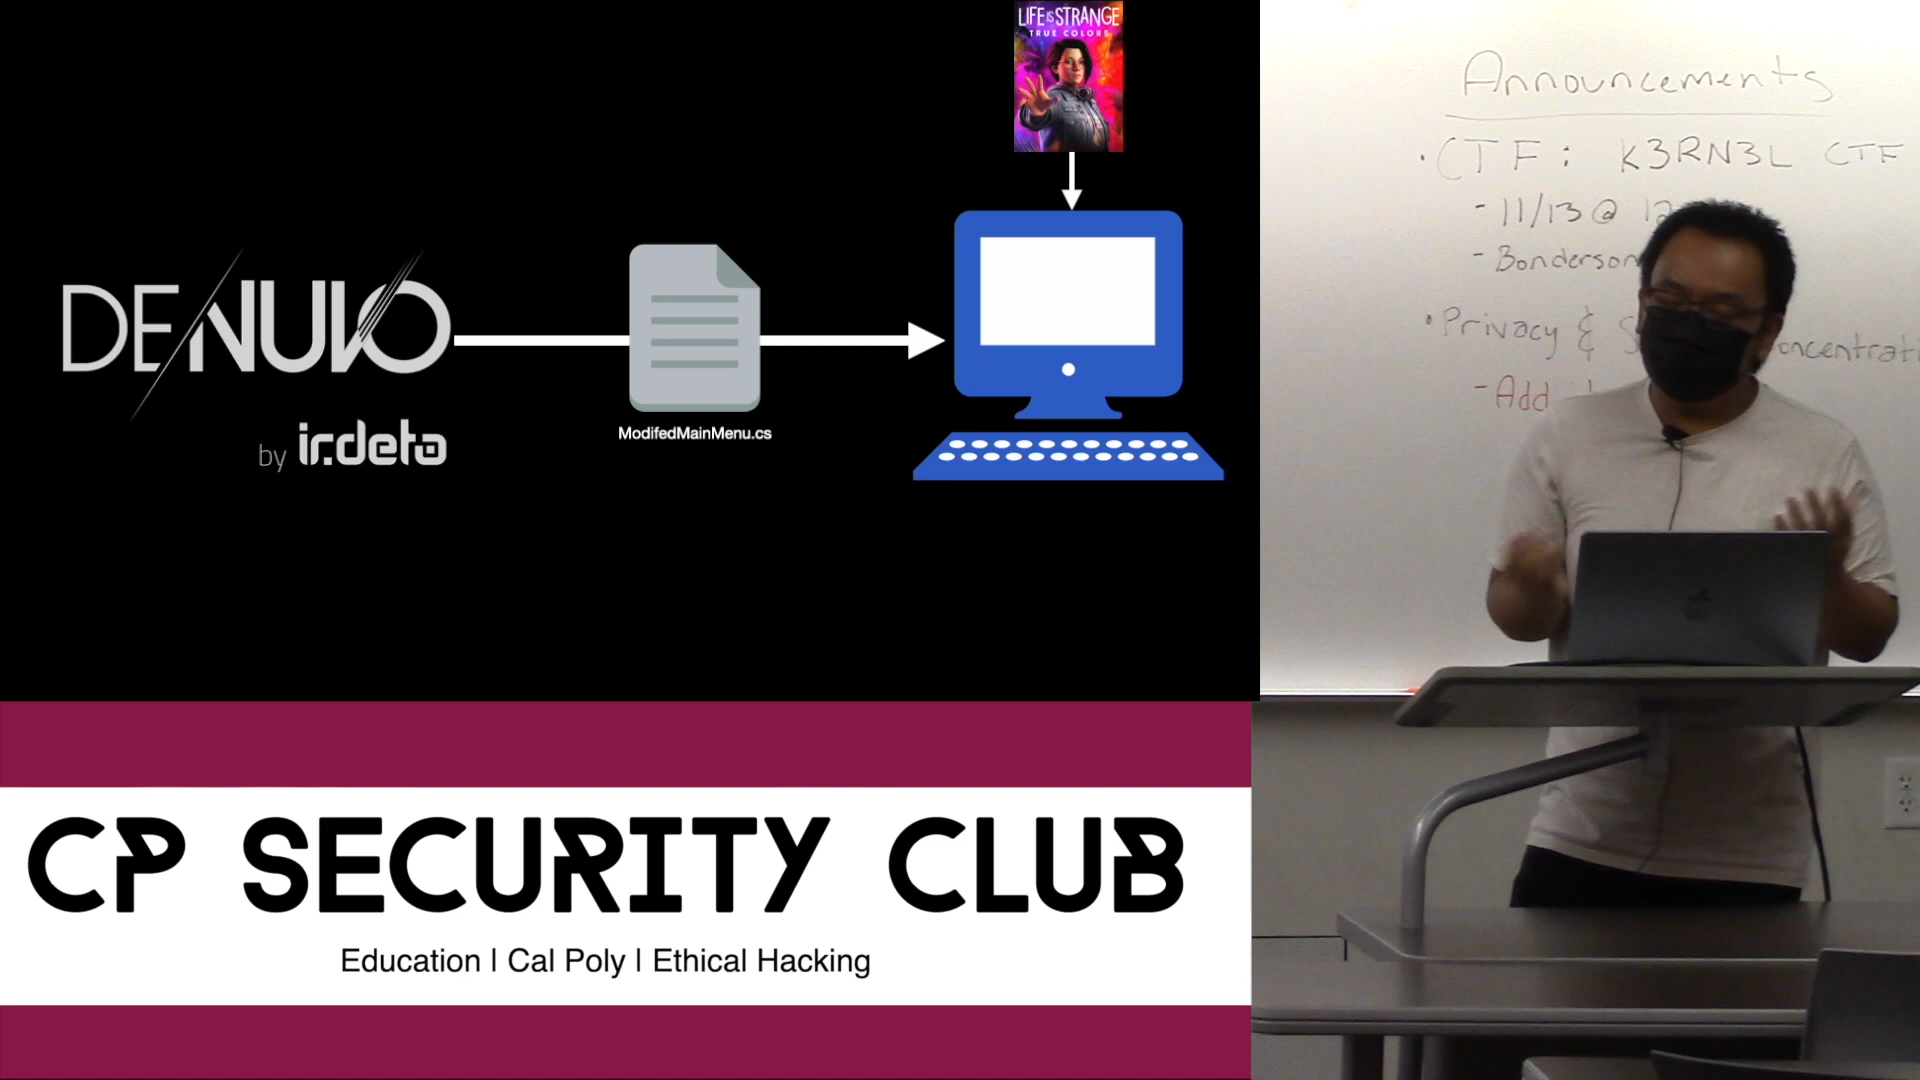 LIFE IS STRANGE
TRUE COLORS
DENUVO
by irdeto
ModifedMainMenu.cs
CP SECURITY CLUB
Education | Cal Poly | Ethical Hacking
Announcements
· CTF: K3RN3L CTF
- 11/13 @
- Bonderson
· Privacy &
- Add